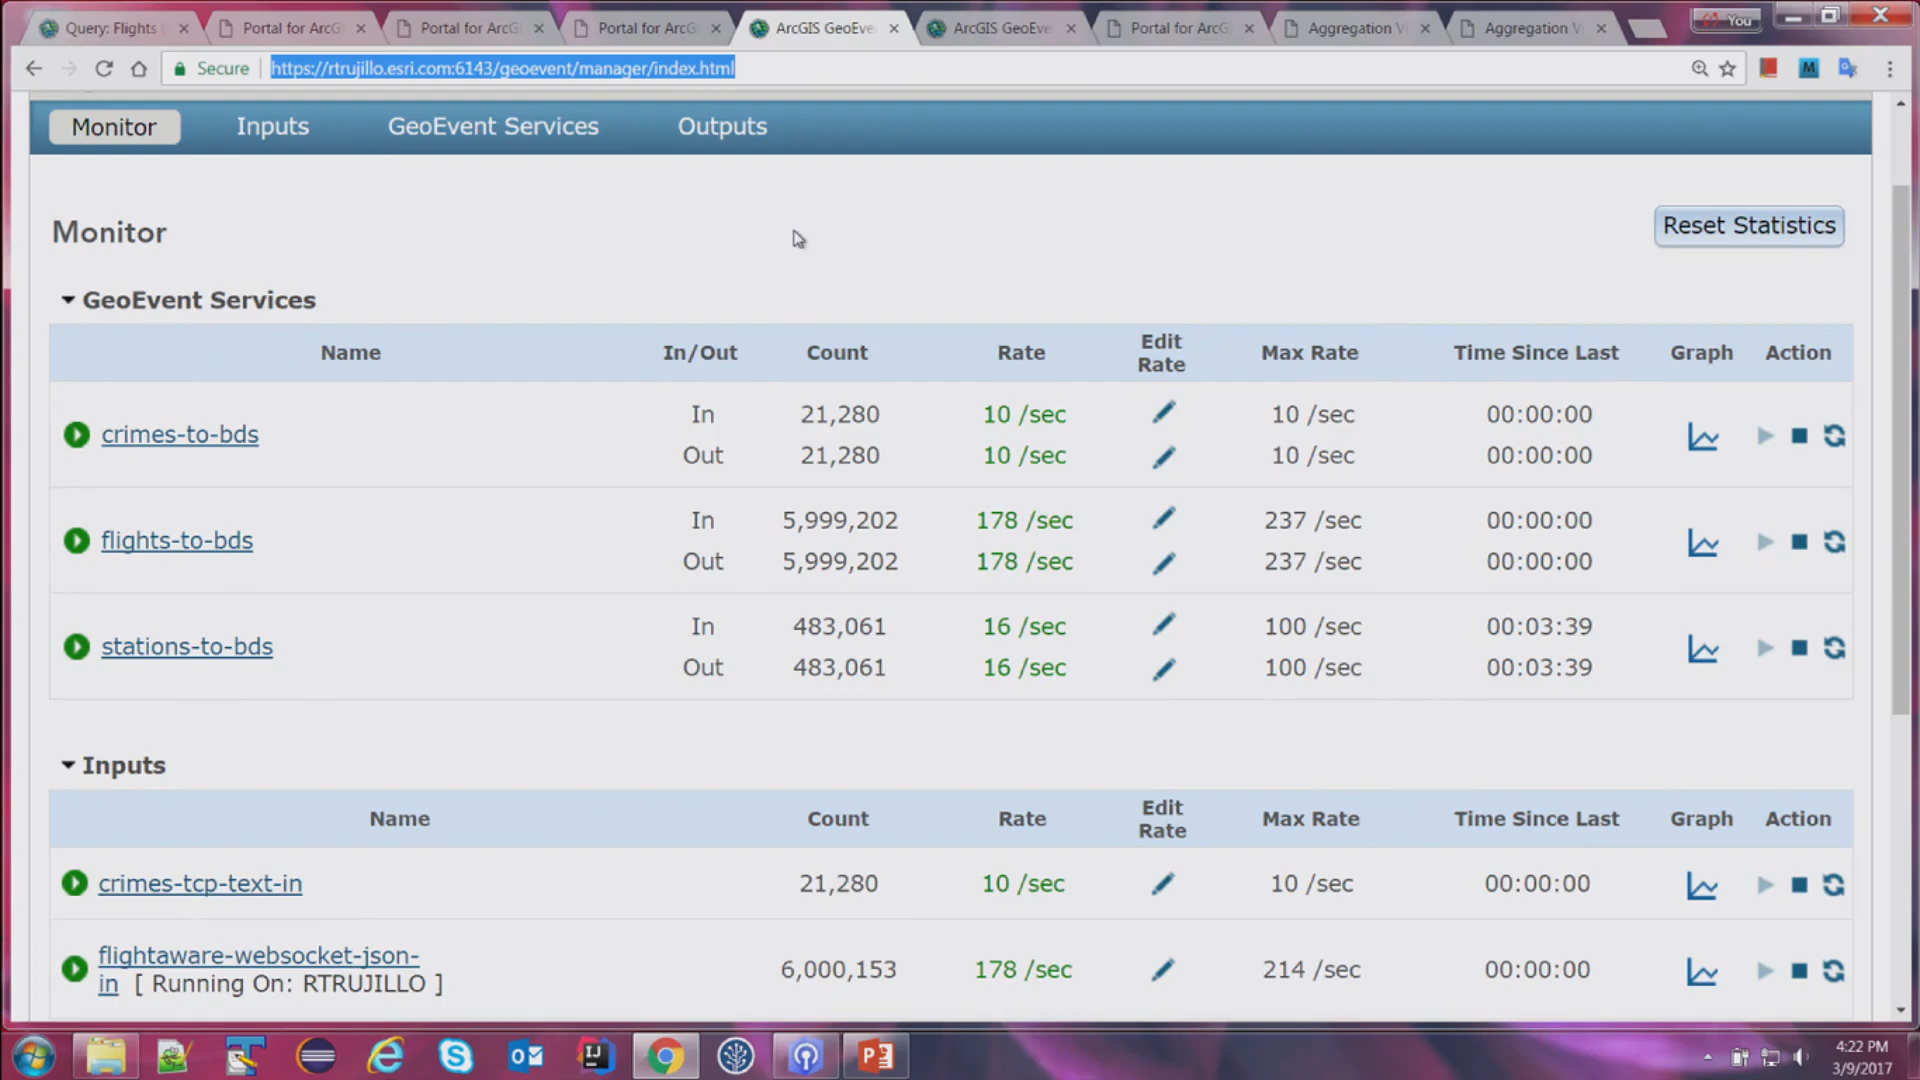 Query: Flights
Portal for ArcG
Portal for ArcG
Portal for ArcG
ArcGIS GeoEve
ArcGIS GeoEve
Portal for ArcG
Aggregation V
Aggregation V
You
Secure
https://rtrujillo.esri.com:6143/geoevent/manager/index.html
Monitor Inputs GeoEvent Services Outputs
Monitor
Reset Statistics
GeoEvent Services
Name In/Out Count Rate Edit Rate Max Rate Time Since Last Graph Action
crimes-to-bds
In 21,280 10 /sec 10 /sec 00:00:00
Out 21,280 10 /sec 10 /sec 00:00:00
flights-to-bds
In 5,999,202 178 /sec 237 /sec 00:00:00
Out 5,999,202 178 /sec 237 /sec 00:00:00
stations-to-bds
In 483,061 16 /sec 100 /sec 00:03:39
Out 483,061 16 /sec 100 /sec 00:03:39
Inputs
Name Count Rate Edit Rate Max Rate Time Since Last Graph Action
crimes-tcp-text-in 21,280 10 /sec 10 /sec 00:00:00
flightaware-websocket-json-
in [ Running On: RTRUJILLO ] 6,000,153 178 /sec 214 /sec 00:00:00
4:22 PM
3/9/2017